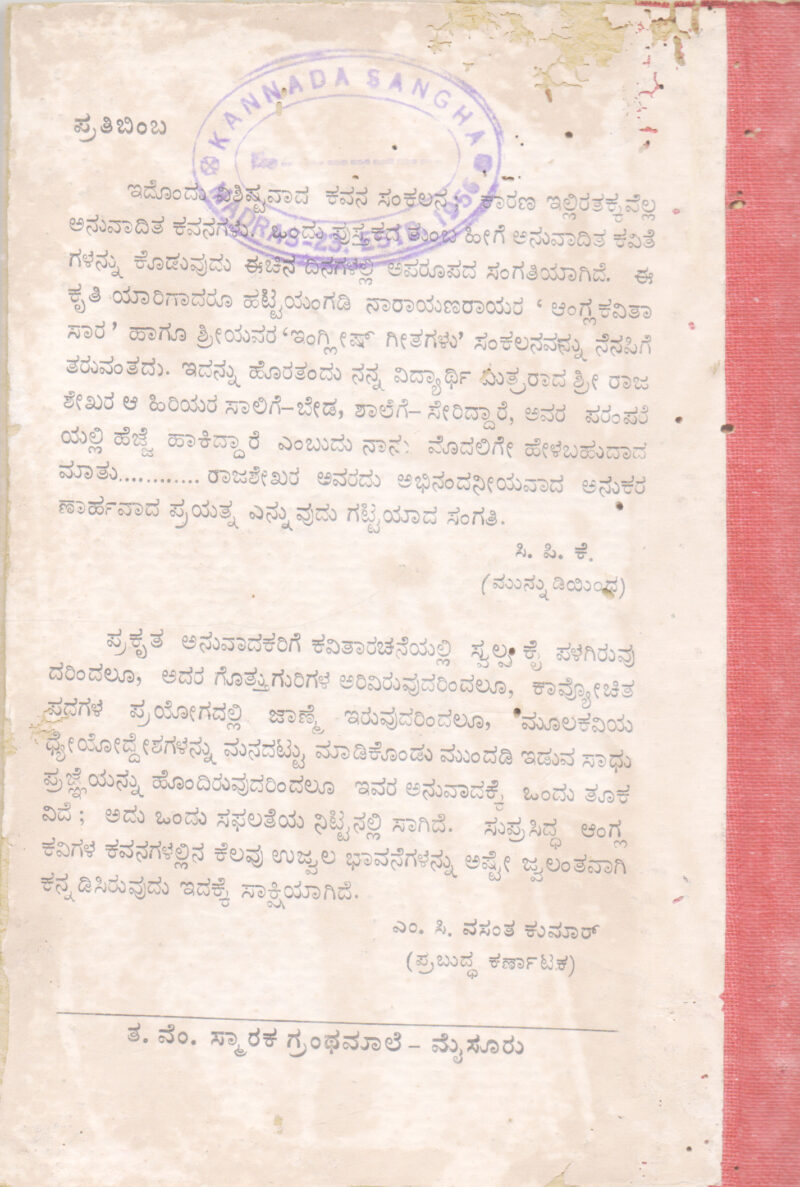 KANNADA SANGHA
MADRAS-23. ESTD. 1956
ಪ್ರತಿಬಿಂಬ
ಇದೊಂದು ವಿಶಿಷ್ಟವಾದ ಕವನ ಸಂಕಲನ. ಕಾರಣ ಇಲ್ಲಿರತಕ್ಕವೆಲ್ಲ
ಅನುವಾದಿತ ಕವನಗಳು. ಒಂದು ಪುಸ್ತಕದ ತುಂಬ ಹೀಗೆ ಅನುವಾದಿತ ಕವಿತೆ
ಗಳನ್ನು ಕೊಡುವುದು ಈಚಿನ ದಿನಗಳಲ್ಲಿ ಅಪರೂಪದ ಸಂಗತಿಯಾಗಿದೆ. ಈ
ಕೃತಿ ಯಾರಿಗಾದರೂ ಹಟ್ಟಿಯಂಗಡಿ ನಾರಾಯಣರಾಯರ ‘ ಆಂಗ್ಲಕವಿತಾ
ಸಾರ’ ಹಾಗೂ ಶ್ರೀಯವರ ‘ಇಂಗ್ಲೀಷ್ ಗೀತಗಳು’ ಸಂಕಲನವನ್ನು ನೆನಪಿಗೆ
ತರುವಂತದು. ಇದನ್ನು ಹೊರತಂದು ನನ್ನ ವಿದ್ಯಾರ್ಥಿ ಮಿತ್ರರಾದ ಶ್ರೀ ರಾಜ
ಶೇಖರ ಆ ಹಿರಿಯರ ಸಾಲಿಗೆ–ಬೇಡ, ಶಾಲೆಗೆ– ಸೇರಿದ್ದಾರೆ, ಅವರ ಪರಂಪರೆ
ಯಲ್ಲಿ ಹೆಜ್ಜೆ ಹಾಕಿದ್ದಾರೆ ಎಂಬುದು ನಾನು ಮೊದಲಿಗೇ ಹೇಳಬಹುದಾದ
ಮಾತು............ ರಾಜಶೇಖರ ಅವರದು ಅಭಿನಂದನೀಯವಾದ ಅನುಕರ
ಣಾರ್ಹವಾದ ಪ್ರಯತ್ನ ಎನ್ನುವುದು ಗಟ್ಟಿಯಾದ ಸಂಗತಿ.
ಸಿ. ಪಿ. ಕೆ.
(ಮುನ್ನುಡಿಯಿಂದ)
ಪ್ರಕೃತ ಅನುವಾದಕರಿಗೆ ಕವಿತಾರಚನೆಯಲ್ಲಿ ಸ್ವಲ್ಪ ಕೈ ಪಳಗಿರುವು
ದರಿಂದಲೂ, ಅದರ ಗೊತ್ತುಗುರಿಗಳ ಅರಿವಿರುವುದರಿಂದಲೂ, ಕಾವ್ಯೋಚಿತ
ಪದಗಳ ಪ್ರಯೋಗದಲ್ಲಿ ಜಾಣ್ಮೆ ಇರುವುದರಿಂದಲೂ, ಮೂಲಕವಿಯ
ಧ್ಯೇಯೋದ್ದೇಶಗಳನ್ನು ಮನದಟ್ಟು ಮಾಡಿಕೊಂಡು ಮುಂದಡಿ ಇಡುವ ಸಾಧು
ಪ್ರಜ್ಞೆಯನ್ನು ಹೊಂದಿರುವುದರಿಂದಲೂ ಇವರ ಅನುವಾದಕ್ಕೆ ಒಂದು ತೂಕ
ವಿದೆ ; ಅದು ಒಂದು ಸಫಲತೆಯ ನಿಟ್ಟಿನಲ್ಲಿ ಸಾಗಿದೆ. ಸುಪ್ರಸಿದ್ಧ ಆಂಗ್ಲ
ಕವಿಗಳ ಕವನಗಳಲ್ಲಿನ ಕೆಲವು ಉಜ್ವಲ ಭಾವನೆಗಳನ್ನು ಅಷ್ಟೇ ಜ್ವಲಂತವಾಗಿ
ಕನ್ನಡಿಸಿರುವುದು ಇದಕ್ಕೆ ಸಾಕ್ಷಿಯಾಗಿದೆ.
ಎಂ. ಸಿ. ವಸಂತ ಕುಮಾರ್
(ಪ್ರಬುದ್ಧ ಕರ್ಣಾಟಕ)
ತ. ವೆಂ. ಸ್ಮಾರಕ ಗ್ರಂಥಮಾಲೆ – ಮೈಸೂರು